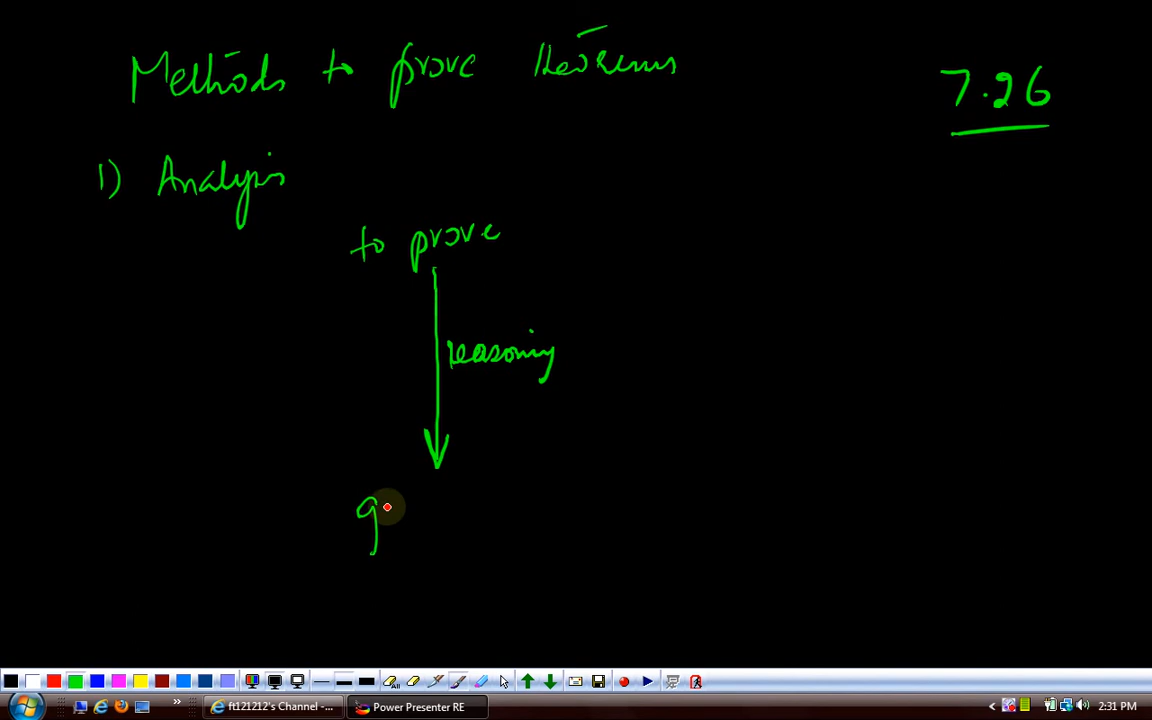 Methods to prove theorems
7.26
1) Analysis
to prove
reasoning
g
All
ft121212's Channel -...
Power Presenter RE
2:31 PM